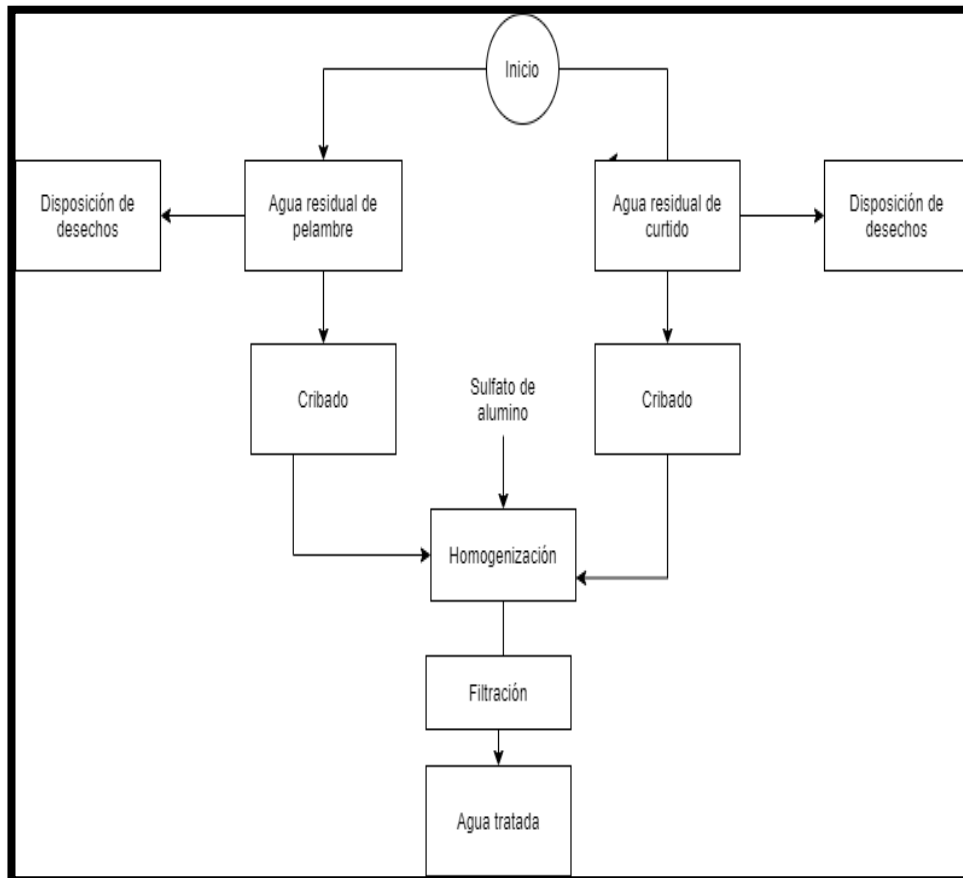 Inicio
Disposición de
desechos
Agua residual de
pelambre
Agua residual de
curtido
Disposición de
desechos
Cribado
Sulfato de
alumino
Cribado
Homogenización
Filtración
Agua tratada